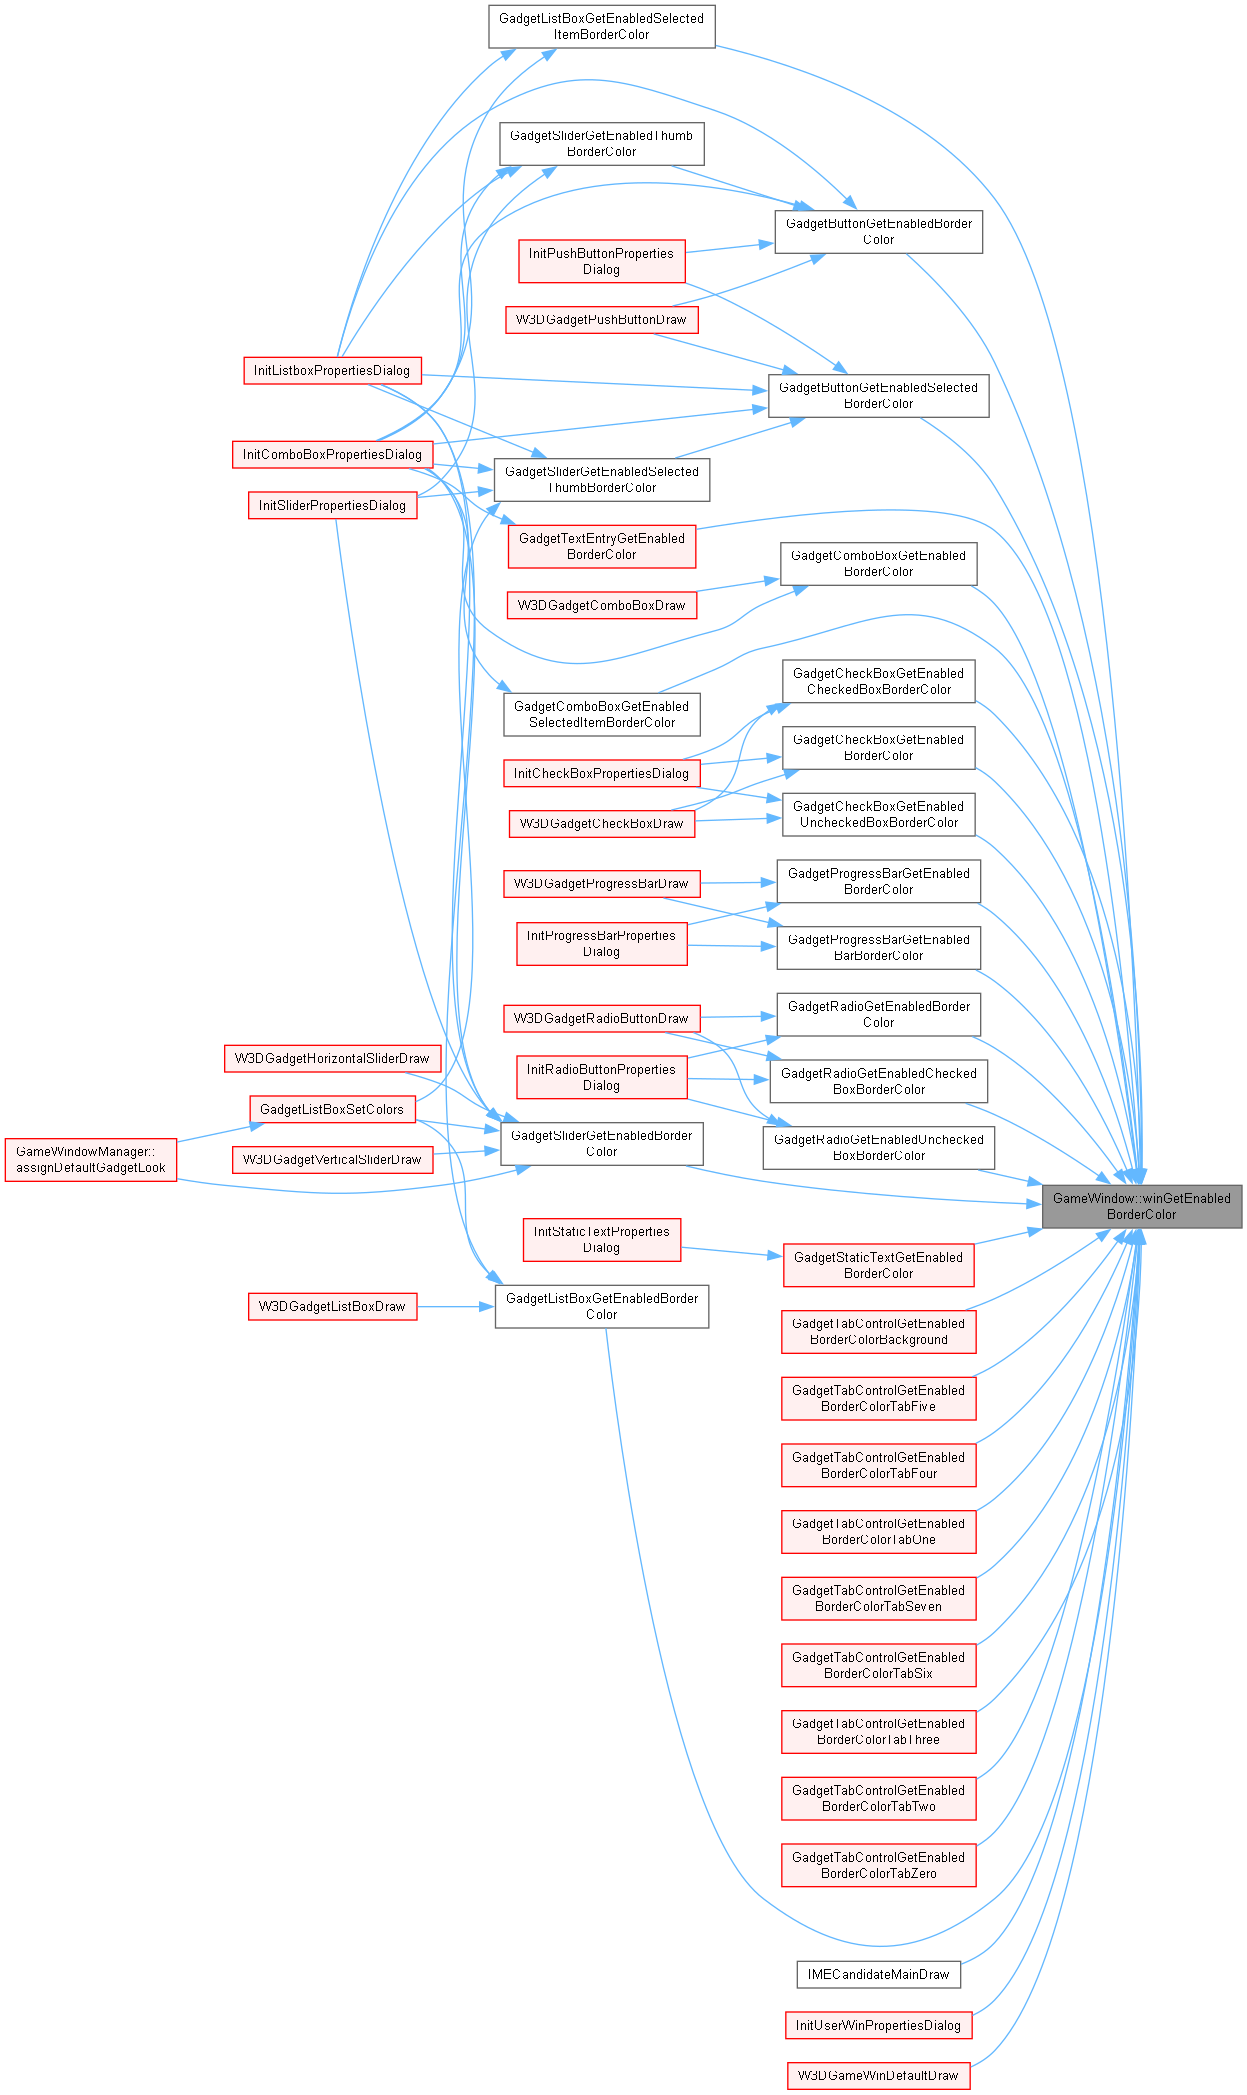 GadgetListBoxGetEnabledSelected
ItemBorderColor
GadgetSliderGetEnabledThumb
BorderColor
GadgetButtonGetEnabledBorder
Color
InitPushButtonProperties
Dialog
W3DGadgetPushButtonDraw
InitListboxPropertiesDialog
GadgetButtonGetEnabledSelected
BorderColor
InitComboBoxPropertiesDialog
GadgetSliderGetEnabledSelected
ThumbBorderColor
InitSliderPropertiesDialog
GadgetTextEntryGetEnabled
BorderColor
GadgetComboBoxGetEnabled
BorderColor
W3DGadgetComboBoxDraw
GadgetCheckBoxGetEnabled
CheckedBoxBorderColor
GadgetComboBoxGetEnabled
SelectedItemBorderColor
GadgetCheckBoxGetEnabled
BorderColor
InitCheckBoxPropertiesDialog
GadgetCheckBoxGetEnabled
UncheckedBoxBorderColor
W3DGadgetCheckBoxDraw
GadgetProgressBarGetEnabled
BorderColor
W3DGadgetProgressBarDraw
InitProgressBarProperties
Dialog
GadgetProgressBarGetEnabled
BarBorderColor
GadgetRadioGetEnabledBorder
Color
W3DGadgetRadioButtonDraw
W3DGadgetHorizontalSliderDraw
InitRadioButtonProperties
Dialog
GadgetRadioGetEnabledChecked
BoxBorderColor
GadgetListBoxSetColors
GadgetSliderGetEnabledBorder
Color
GadgetRadioGetEnabledUnchecked
BoxBorderColor
GameWindowManager::
assignDefaultGadgetLook
W3DGadgetVerticalSliderDraw
GameWindow::winGetEnabled
BorderColor
InitStaticTextProperties
Dialog
GadgetStaticTextGetEnabled
BorderColor
W3DGadgetListBoxDraw
GadgetListBoxGetEnabledBorder
Color
GadgetTabControlGetEnabled
BorderColorBackground
GadgetTabControlGetEnabled
BorderColorTabFive
GadgetTabControlGetEnabled
BorderColorTabFour
GadgetTabControlGetEnabled
BorderColorTabOne
GadgetTabControlGetEnabled
BorderColorTabSeven
GadgetTabControlGetEnabled
BorderColorTabSix
GadgetTabControlGetEnabled
BorderColorTabThree
GadgetTabControlGetEnabled
BorderColorTabTwo
GadgetTabControlGetEnabled
BorderColorTabZero
IMECandidateMainDraw
InitUserWinPropertiesDialog
W3DGameWinDefaultDraw